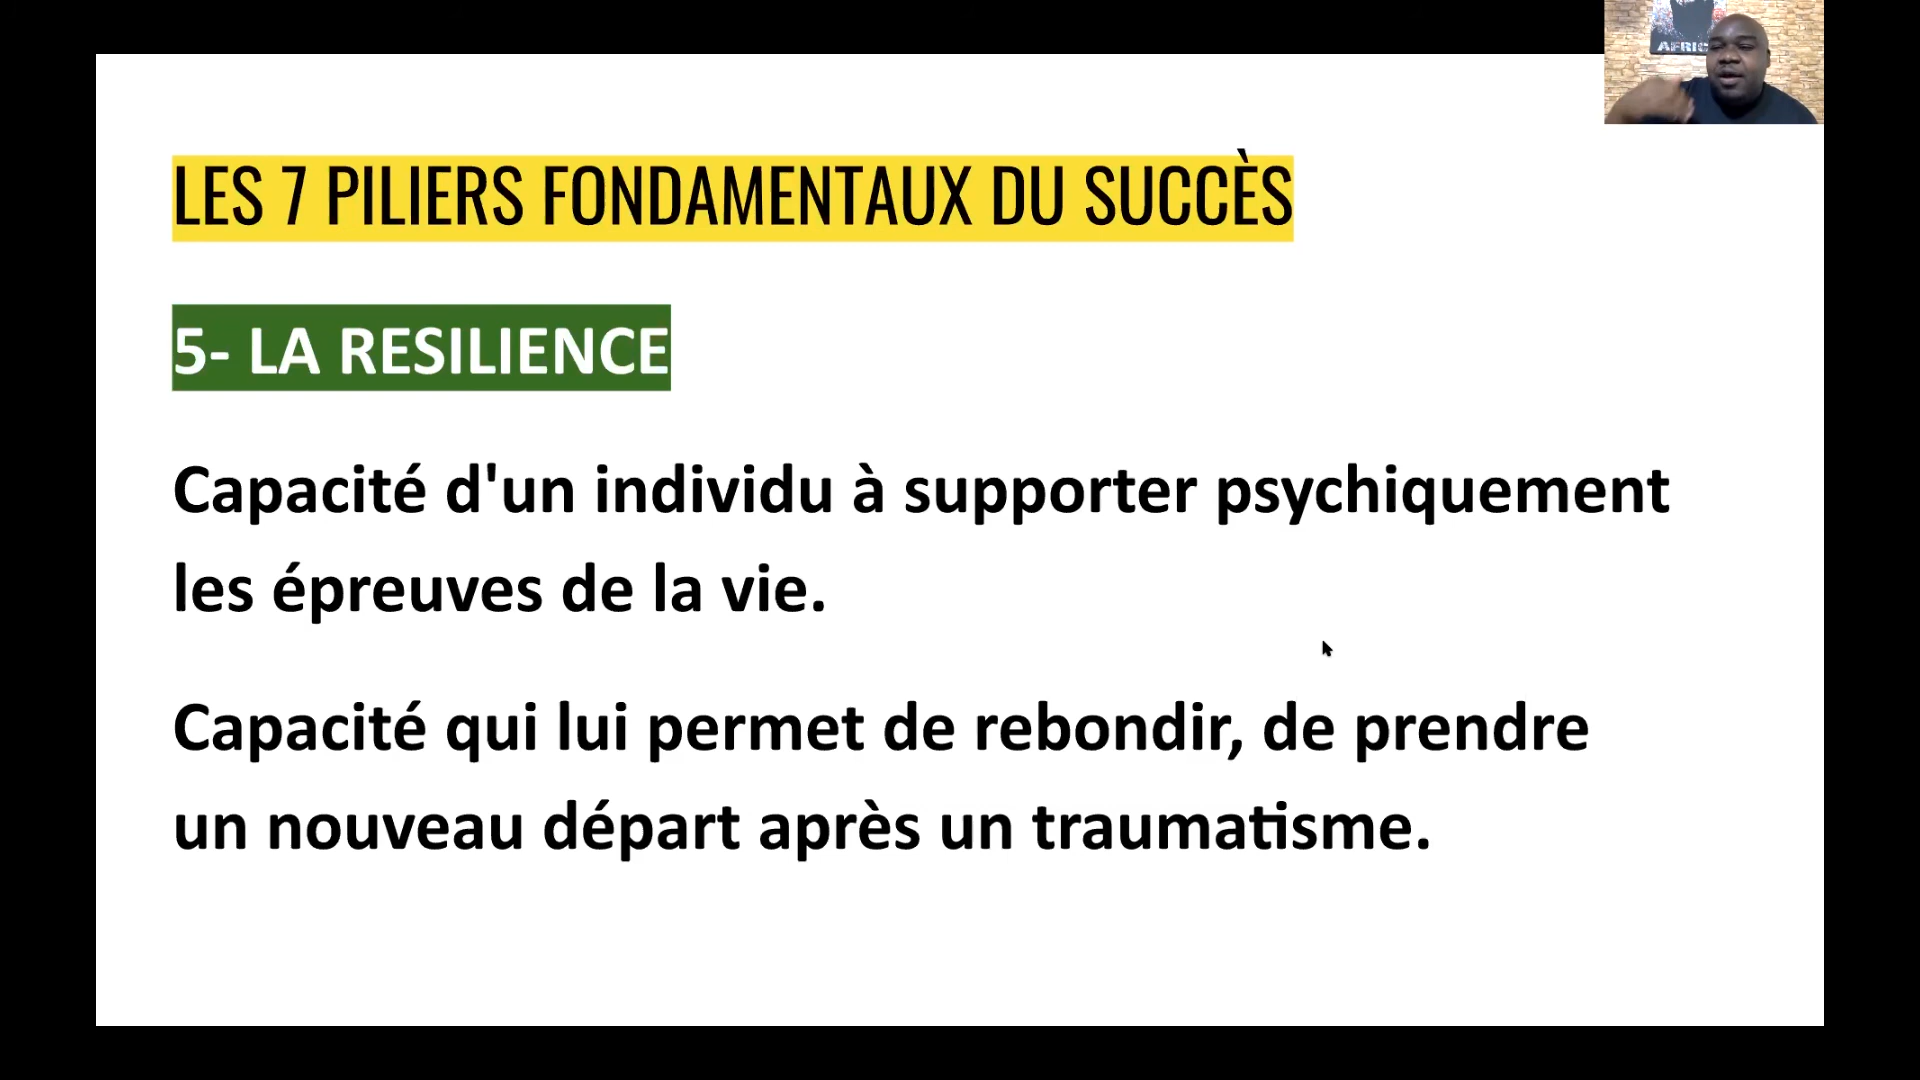 AFRIC
LES 7 PILIERS FONDAMENTAUX DU SUCCÈS
5- LA RESILIENCE
Capacité d'un individu à supporter psychiquement
les épreuves de la vie.
Capacité qui lui permet de rebondir, de prendre
un nouveau départ après un traumatisme.